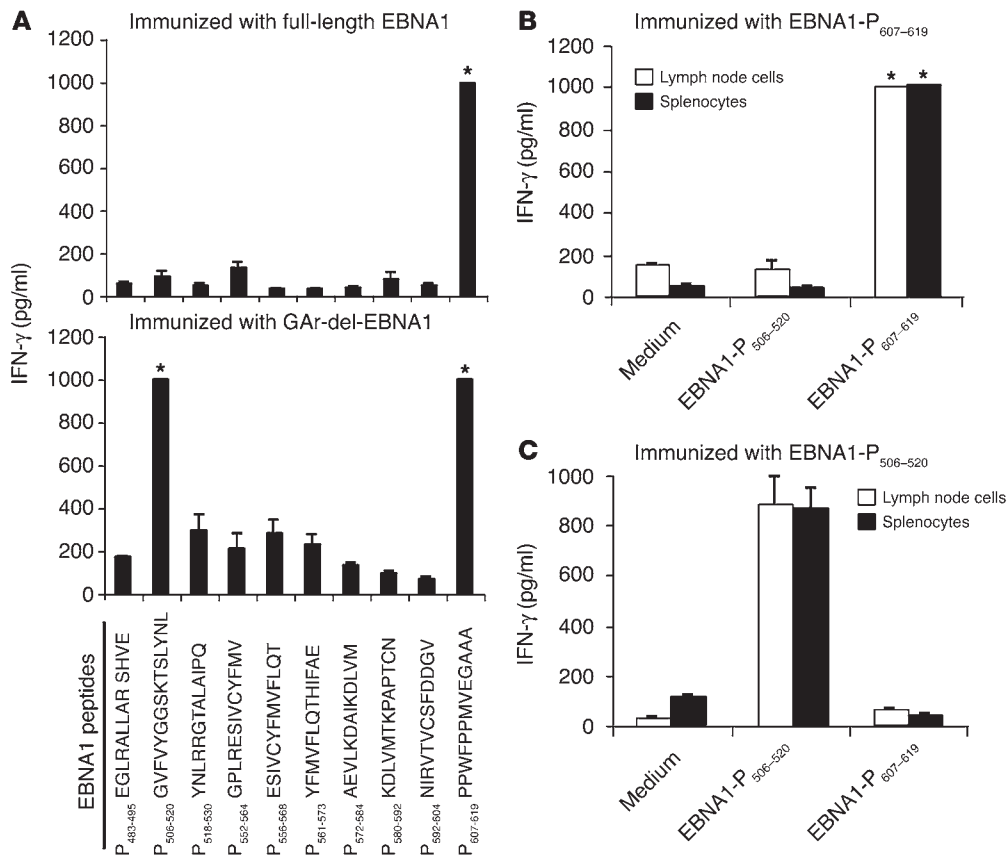 A
Immunized with full-length EBNA1
1200
1000
800
600
400
200
0
*
IFN-γ (pg/ml)
Immunized with GAr-del-EBNA1
1200
1000
800
600
400
200
0
*
*
EBNA1 peptides
P483-495 EGLRALLAR SHVE
P506-520 GVFVYGGSKTSLYNL
P518-530 YNLRRGTALAIPQ
P552-564 GPLRESIVCYFMV
P556-568 ESIVCYFMVFLQT
P561-573 YFMVFLQTHIFAE
P572-584 AEVLKDAIKDLVM
P580-592 KDLVMTKPAPTCN
P592-604 NIRVTVCSFDDGV
P607-619 PPWFPPMVEGAAA
B
Immunized with EBNA1-P607–619
1200
1000
800
600
400
200
0
IFN-γ (pg/ml)
Lymph node cells
Splenocytes
* *
Medium
EBNA1-P506–520
EBNA1-P607–619
C
Immunized with EBNA1-P506–520
1000
800
600
400
200
0
IFN-γ (pg/ml)
Lymph node cells
Splenocytes
Medium
EBNA1-P506–520
EBNA1-P607–619